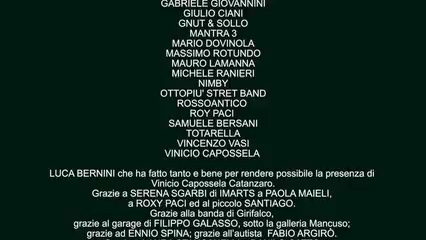 GABRIELE GIOVANNINI
GIULIO CIANI
GNUT & SOLLO
MANTRA 3
MARIO DOVINOLA
MASSIMO ROTUNDO
MAURO LAMANNA
MICHELE RANIERI
NIMBY
OTTOPIU' STRET BAND
ROSSOANTICO
ROY PACI
SAMUELE BERSANI
TOTARELLA
VINCENZO VASI
VINICIO CAPOSSELA
LUCA BERNINI che ha fatto tanto e bene per rendere possibile la presenza di
Vinicio Capossela Catanzaro.
Grazie a SERENA SGARBI di IMARTS a PAOLA MAIELI,
a ROXY PACI ed al piccolo SANTIAGO.
Grazie alla banda di Girifalco,
grazie al garage di FILIPPO GALASSO, sotto la galleria Mancuso;
grazie ad ENNIO SPINA; grazie all'autista FABIO ARGIRÒ.